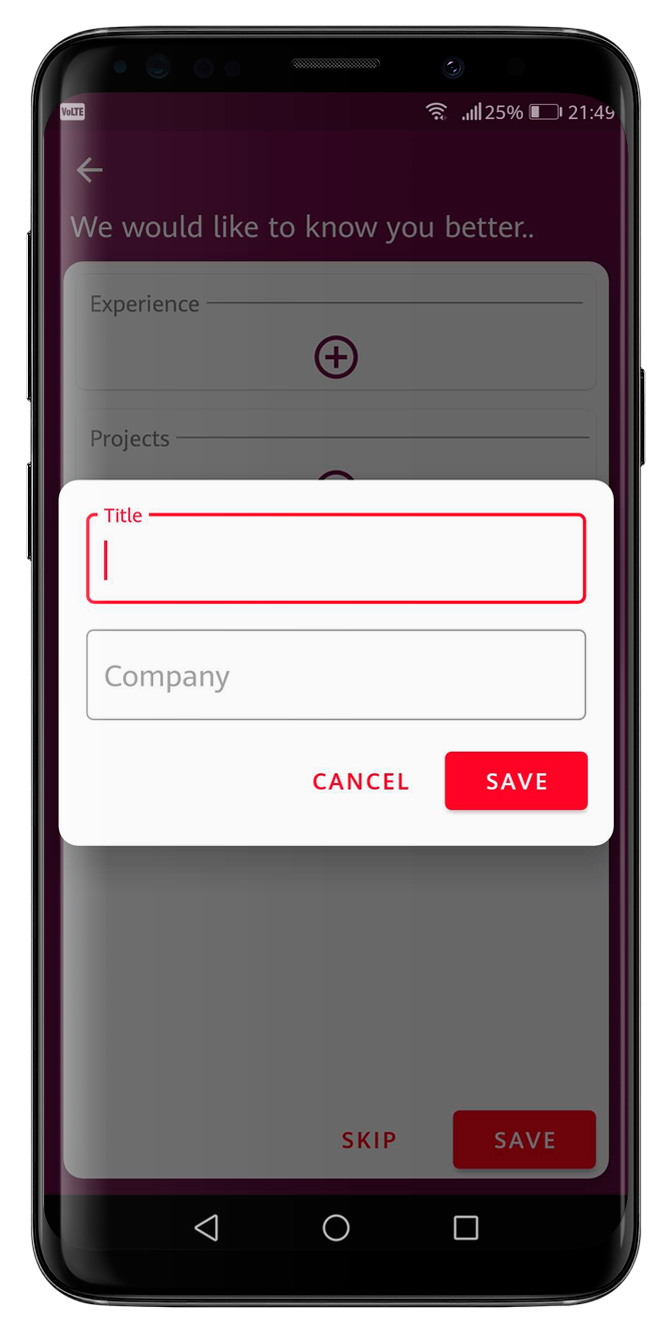 VoLTE 25% 21:49
We would like to know you better..
Experience
Projects
Title
Company
CANCEL SAVE
SKIP SAVE